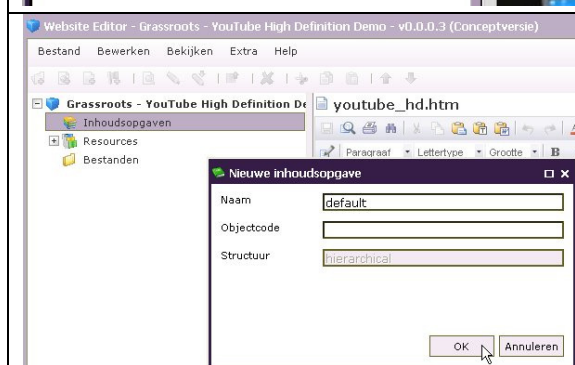 Website Editor - Grassroots - YouTube High Definition Demo - v0.0.0.3 (Conceptversie)
Bestand Bewerken Bekijken Extra Help
Grassroots - YouTube High Definition De
Inhoudsopgaven
Resources
Bestanden
youtube_hd.htm
Paragraaf Lettertype Grootte B
Nieuwe inhoudsopgave
Naam default
Objectcode
Structuur hierarchical
OK Annuleren